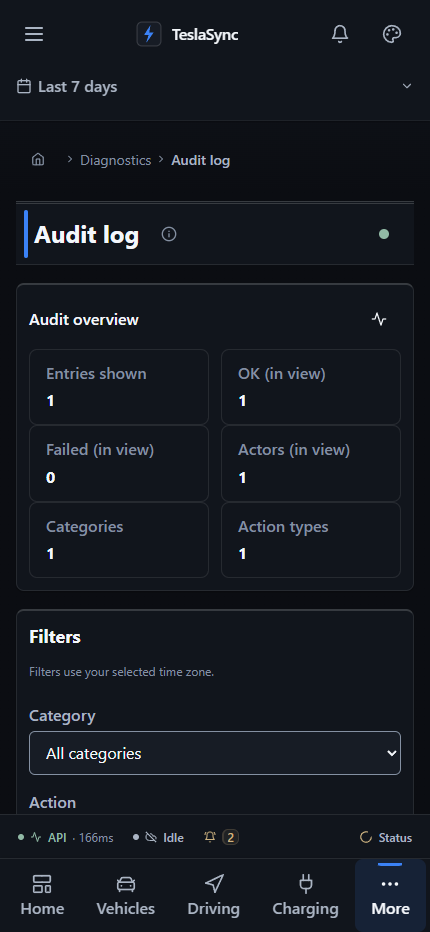 TeslaSync
Last 7 days
Diagnostics Audit log
Audit log
Audit overview
Entries shown
1
OK (in view)
1
Failed (in view)
0
Actors (in view)
1
Categories
1
Action types
1
Filters
Filters use your selected time zone.
Category
All categories
Action
API · 166ms Idle 2 Status
Home Vehicles Driving Charging More